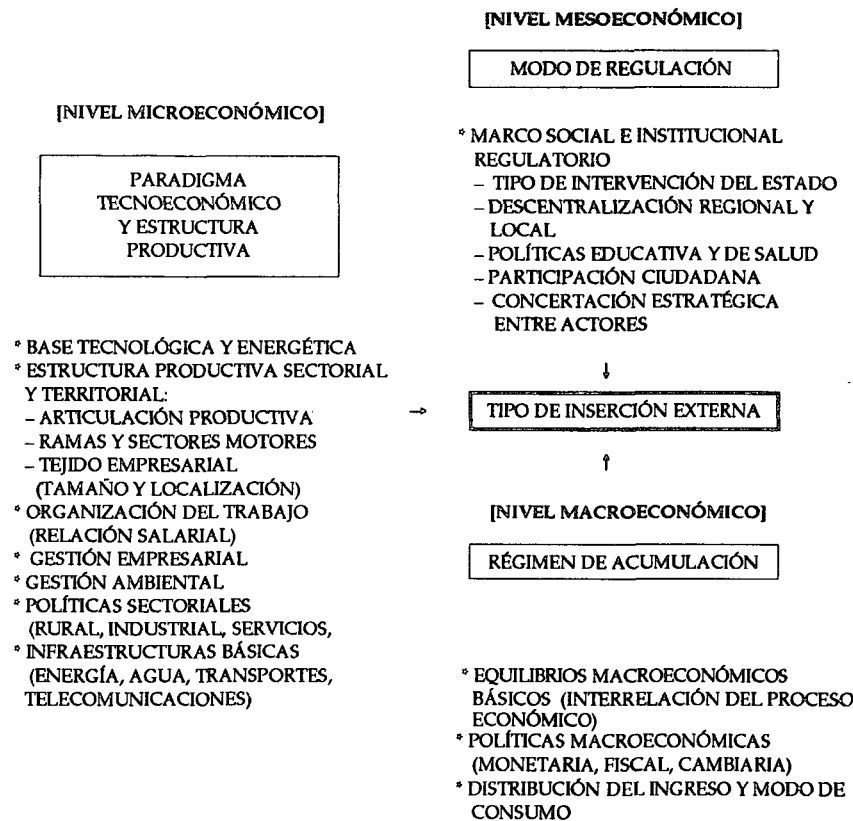 [NIVEL MICROECONÓMICO]
PARADIGMA
TECNOECONÓMICO
Y ESTRUCTURA
PRODUCTIVA
* BASE TECNOLÓGICA Y ENERGÉTICA
* ESTRUCTURA PRODUCTIVA SECTORIAL
Y TERRITORIAL:
– ARTICULACIÓN PRODUCTIVA
– RAMAS Y SECTORES MOTORES
– TEJIDO EMPRESARIAL
(TAMAÑO Y LOCALIZACIÓN)
* ORGANIZACIÓN DEL TRABAJO
(RELACIÓN SALARIAL)
* GESTIÓN EMPRESARIAL
* GESTIÓN AMBIENTAL
* POLÍTICAS SECTORIALES
(RURAL, INDUSTRIAL, SERVICIOS,
* INFRAESTRUCTURAS BÁSICAS
(ENERGÍA, AGUA, TRANSPORTES,
TELECOMUNICACIONES)
→
[NIVEL MESOECONÓMICO]
MODO DE REGULACIÓN
* MARCO SOCIAL E INSTITUCIONAL
REGULATORIO
– TIPO DE INTERVENCIÓN DEL ESTADO
– DESCENTRALIZACIÓN REGIONAL Y
LOCAL
– POLÍTICAS EDUCATIVA Y DE SALUD
– PARTICIPACIÓN CIUDADANA
– CONCERTACIÓN ESTRATÉGICA
ENTRE ACTORES
↓
TIPO DE INSERCIÓN EXTERNA
↑
[NIVEL MACROECONÓMICO]
RÉGIMEN DE ACUMULACIÓN
* EQUILIBRIOS MACROECONÓMICOS
BÁSICOS (INTERRELACIÓN DEL PROCESO
ECONÓMICO)
* POLÍTICAS MACROECONÓMICAS
(MONETARIA, FISCAL, CAMBIARIA)
* DISTRIBUCIÓN DEL INGRESO Y MODO DE
CONSUMO